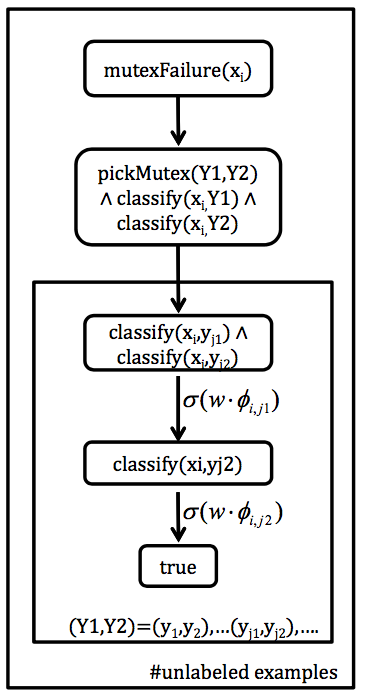 mutexFailure(xᵢ)
pickMutex(Y1,Y2)
∧ classify(xᵢ,Y1) ∧
classify(xᵢ,Y2)
classify(xᵢ,yⱼ₁) ∧
classify(xᵢ,yⱼ₂)
σ(w · ϕᵢ,ⱼ₁)
classify(xi,yj2)
σ(w · ϕᵢ,ⱼ₂)
true
(Y1,Y2)=(y₁,y₂),...(yⱼ₁,yⱼ₂),....
#unlabeled examples